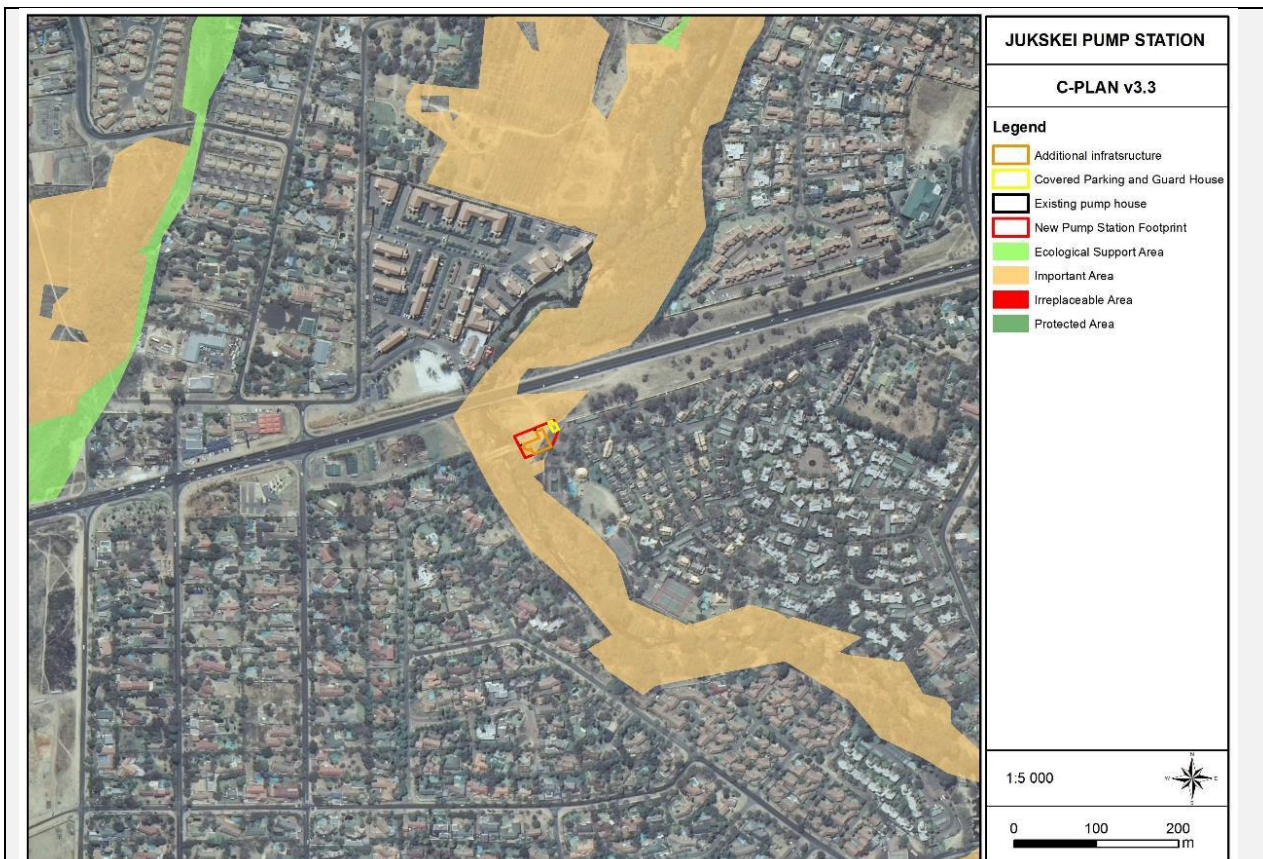 JUKSKEI PUMP STATION
C-PLAN v3.3
Legend
Additional infratsructure
Covered Parking and Guard House
Existing pump house
New Pump Station Footprint
Ecological Support Area
Important Area
Irreplaceable Area
Protected Area
1:5 000
N
W E
S
0 100 200
m